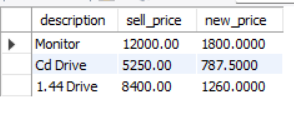 description sell_price new_price
Monitor 12000.00 1800.0000
Cd Drive 5250.00 787.5000
1.44 Drive 8400.00 1260.0000